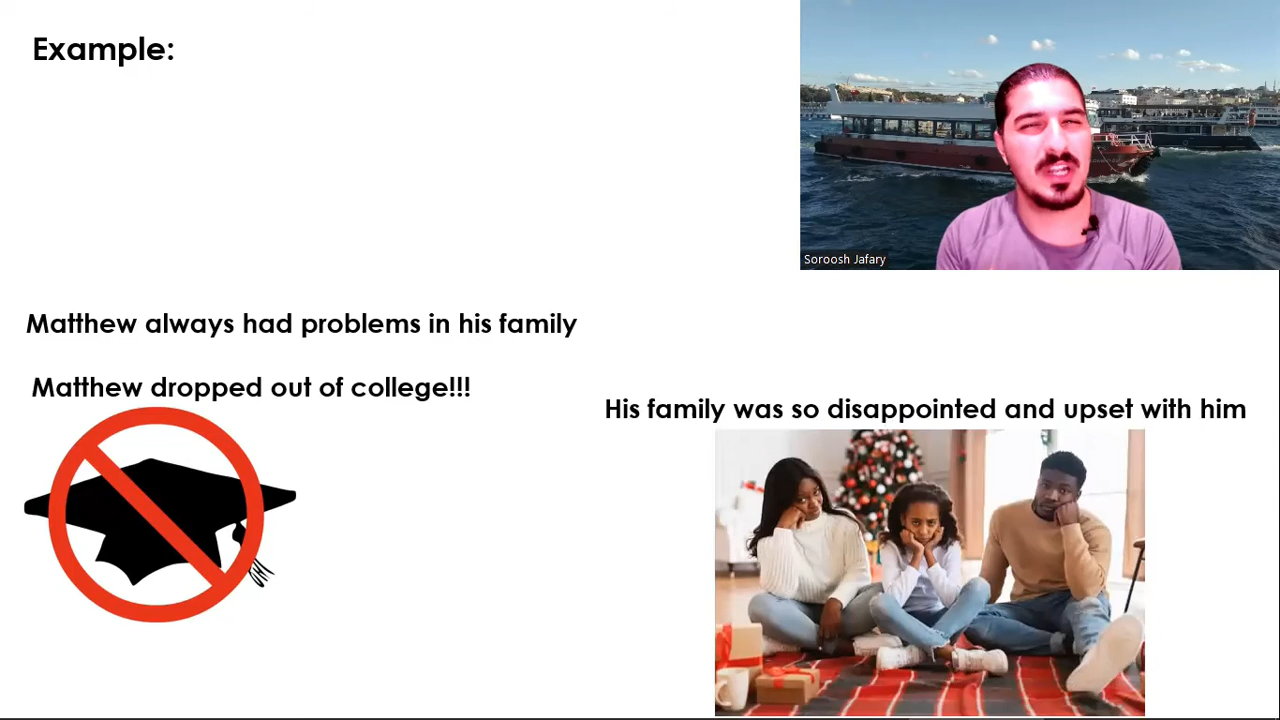 Example:
Soroosh Jafary
Matthew always had problems in his family
Matthew dropped out of college!!!
His family was so disappointed and upset with him